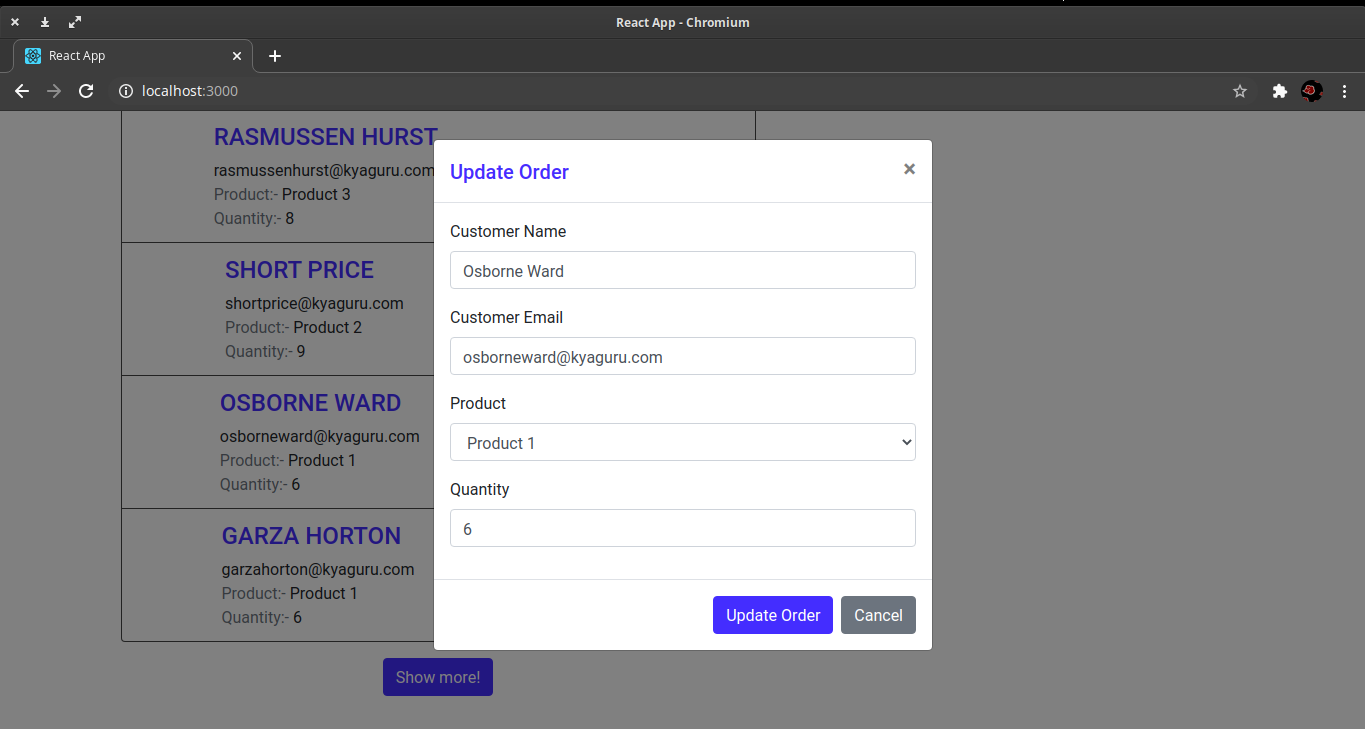 React App - Chromium
React App
localhost:3000
RASMUSSEN HURST
rasmussenhurst@kyaguru.com
Product:- Product 3
Quantity:- 8
SHORT PRICE
shortprice@kyaguru.com
Product:- Product 2
Quantity:- 9
OSBORNE WARD
osborneward@kyaguru.com
Product:- Product 1
Quantity:- 6
GARZA HORTON
garzahorton@kyaguru.com
Product:- Product 1
Quantity:- 6
Show more!
Update Order
×
Customer Name
Osborne Ward
Customer Email
osborneward@kyaguru.com
Product
Product 1
Quantity
6
Update Order Cancel